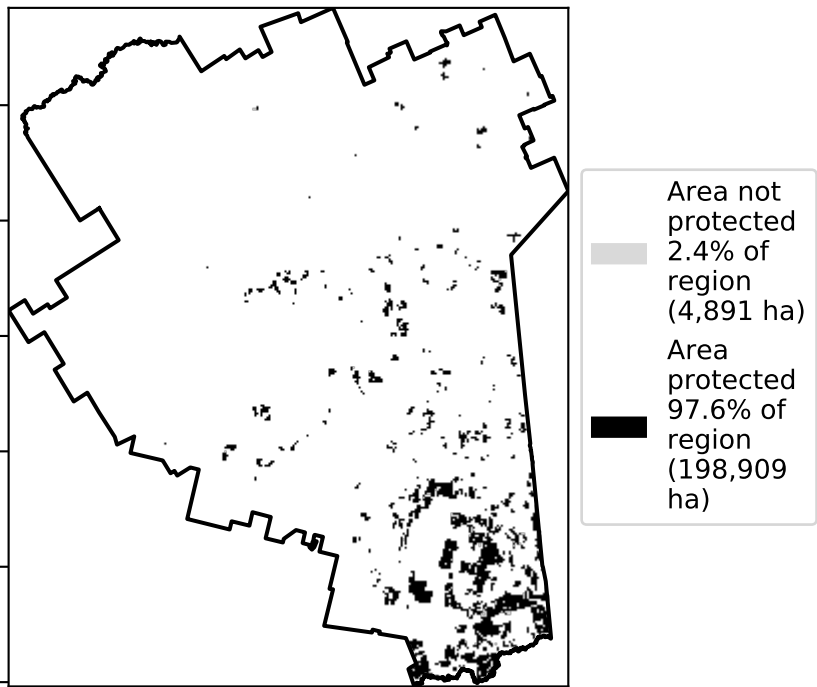 Area not
protected
2.4% of
region
(4,891 ha)
Area
protected
97.6% of
region
(198,909
ha)